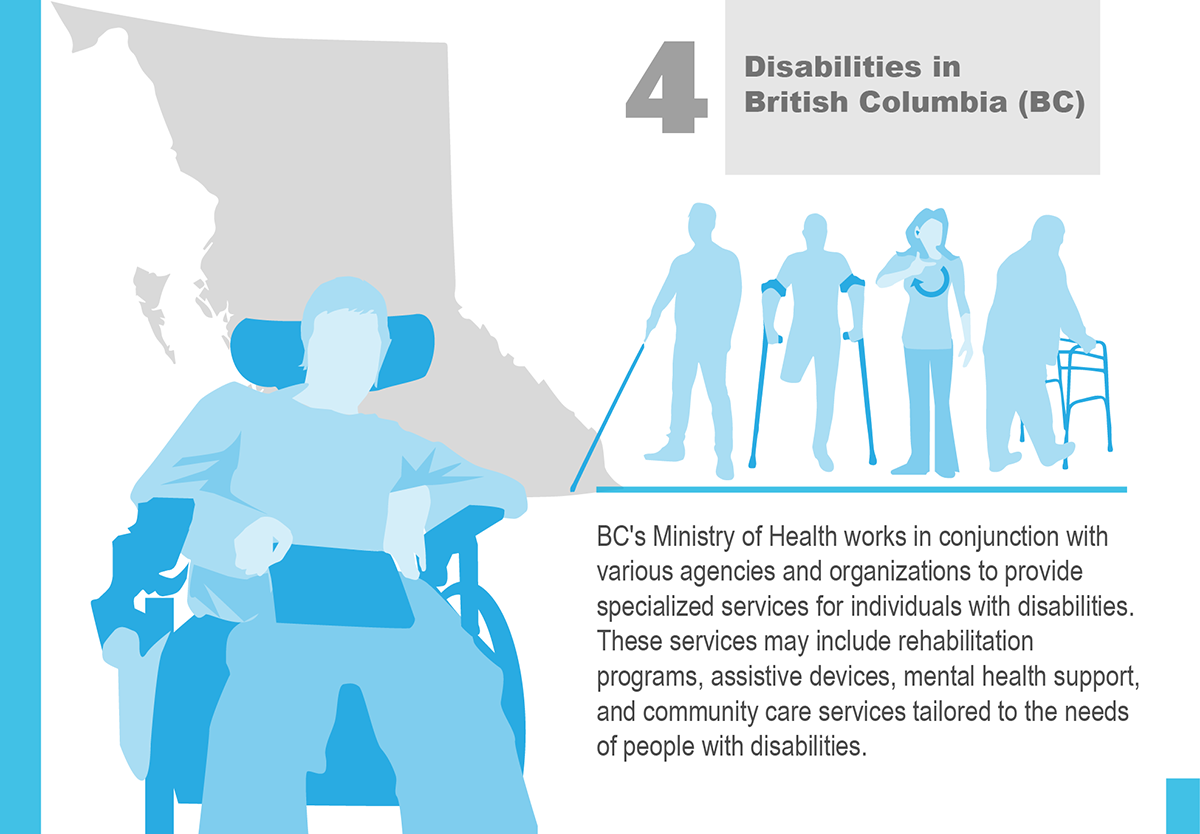 4
Disabilities in
British Columbia (BC)
BC's Ministry of Health works in conjunction with
various agencies and organizations to provide
specialized services for individuals with disabilities.
These services may include rehabilitation
programs, assistive devices, mental health support,
and community care services tailored to the needs
of people with disabilities.